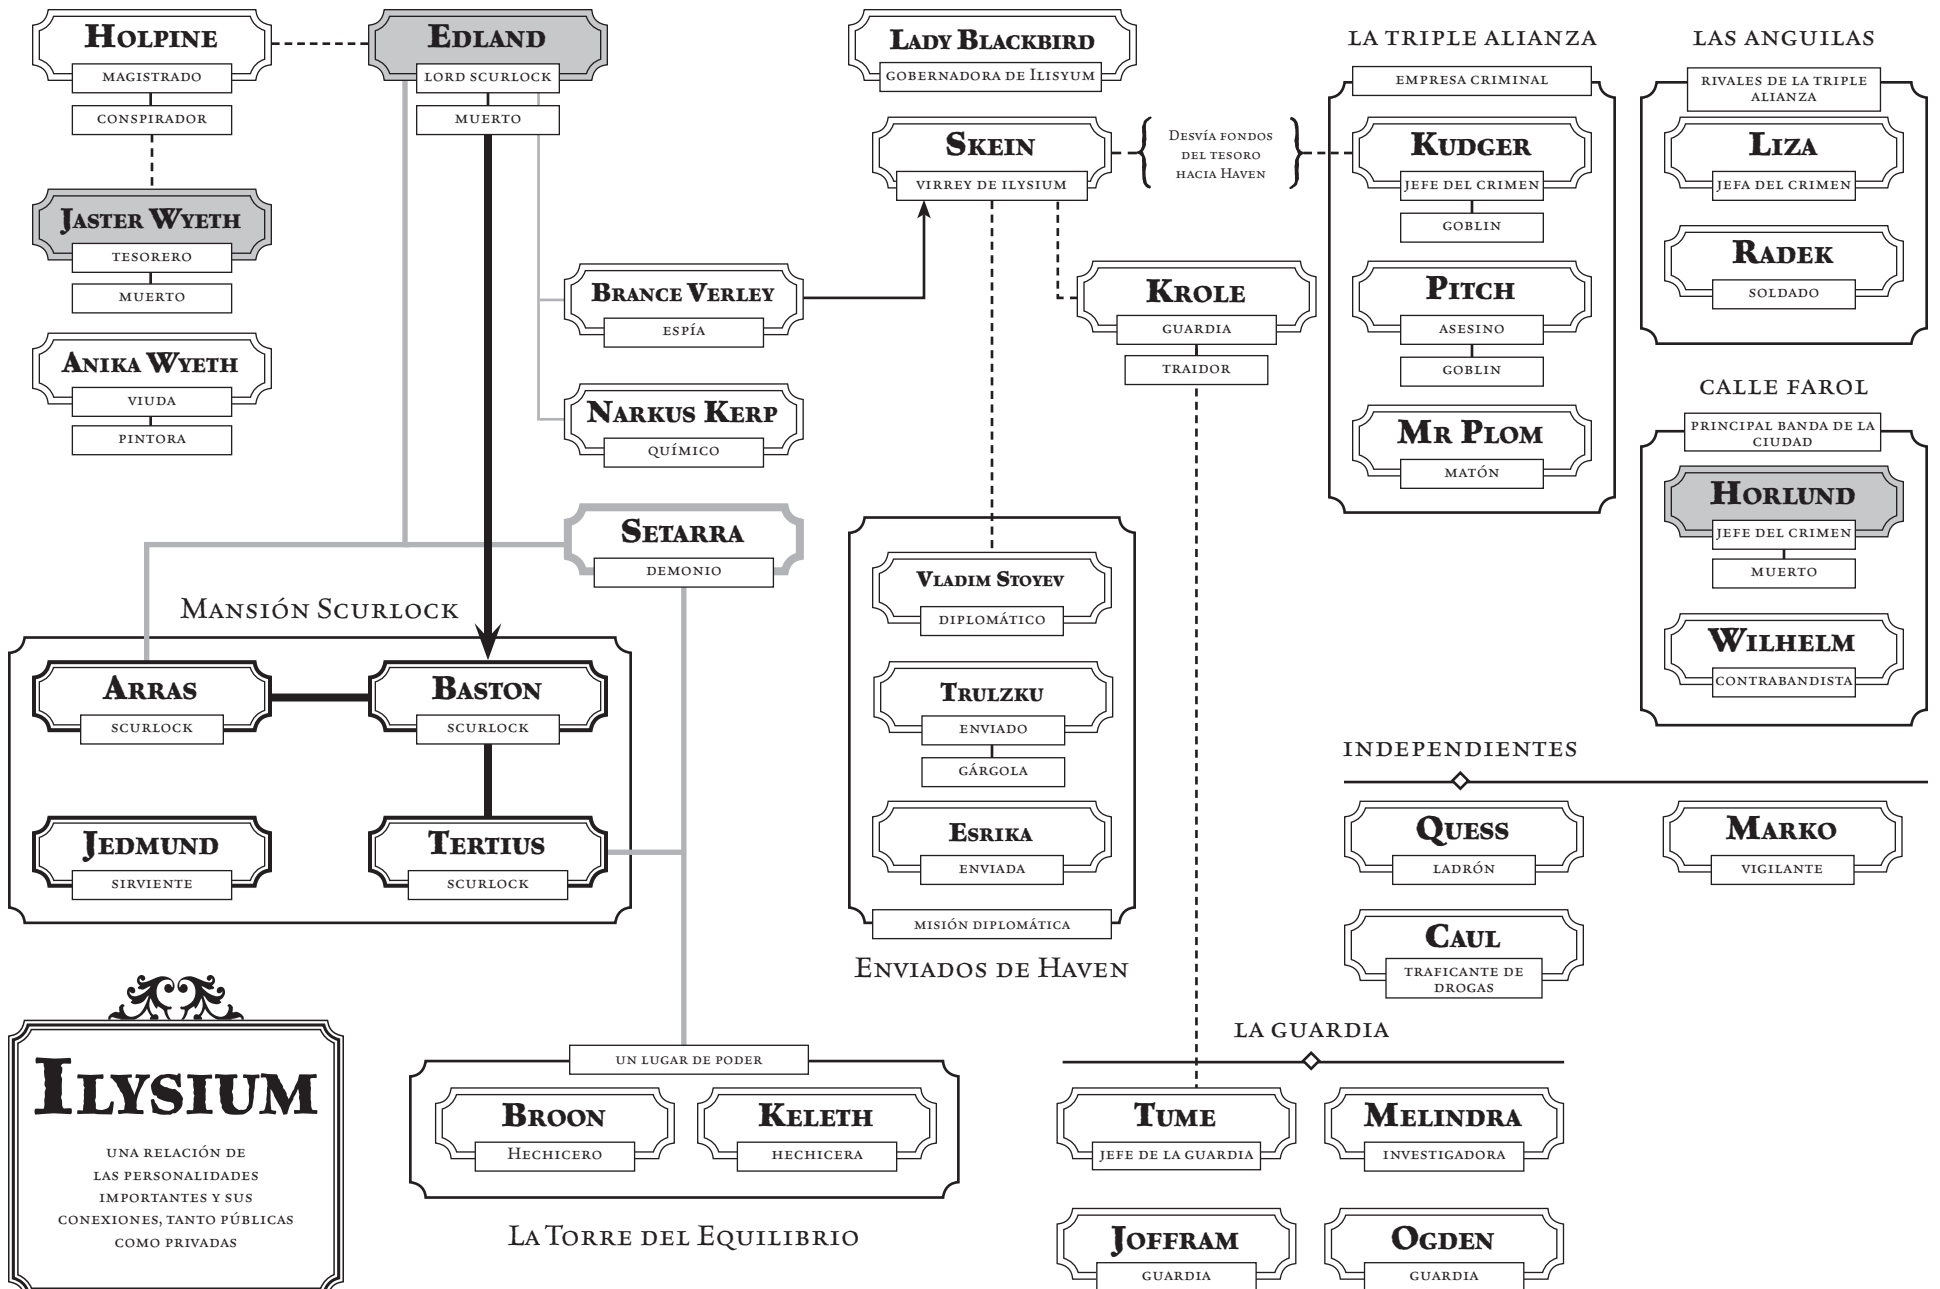 Holpine
magistrado
conspirador
Jaster Wyeth
tesorero
muerto
Anika Wyeth
viuda
pintora
Edland
lord scurlock
muerto
Brance Verley
espía
Narkus Kerp
químico
Setarra
demonio
Mansión Scurlock
Arras
scurlock
Baston
scurlock
Jedmund
sirviente
Tertius
scurlock
Lady Blackbird
gobernadora de Ilisyum
Skein
virrey de ilysium
Desvía fondos
del tesoro
hacia Haven
Krole
guardia
traidor
Vladim Stoyev
diplomático
Trulzku
enviado
gárgola
Esrika
enviada
misión diplomática
Enviados de Haven
la triple alianza
empresa criminal
Kudger
jefe del crimen
goblin
Pitch
asesino
goblin
Mr Plom
matón
las anguilas
rivales de la triple
alianza
Liza
jefa del crimen
Radek
soldado
calle farol
principal banda de la
ciudad
Horlund
jefe del crimen
muerto
Wilhelm
contrabandista
independientes
Quess
ladrón
Marko
vigilante
Caul
traficante de
drogas
la guardia
Tume
jefe de la guardia
Melindra
investigadora
Joffram
guardia
Ogden
guardia
un lugar de poder
Broon
Hechicero
Keleth
hechicera
La Torre del Equilibrio
Ilysium
una relación de
las personalidades
importantes y sus
conexiones, tanto públicas
como privadas